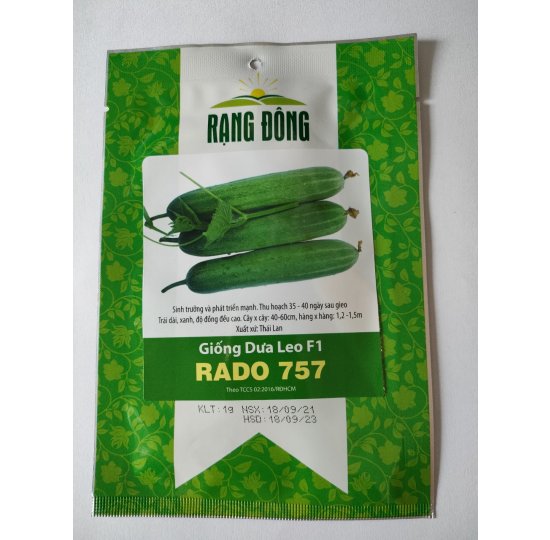 RẠNG ĐÔNG
Sinh trưởng và phát triển mạnh. Thu hoạch 35 - 40 ngày sau gieo
Trái dài, xanh, độ đồng đều cao. Cây x cây: 40-60cm, hàng x hàng: 1,2 -1,5m
Xuất xứ: Thái Lan
Giống Dưa Leo F1
RADO 757
Theo TCCS 02:2016/RĐHCM
KLT: 1g NSX: 18/09/21
HSD: 18/09/23